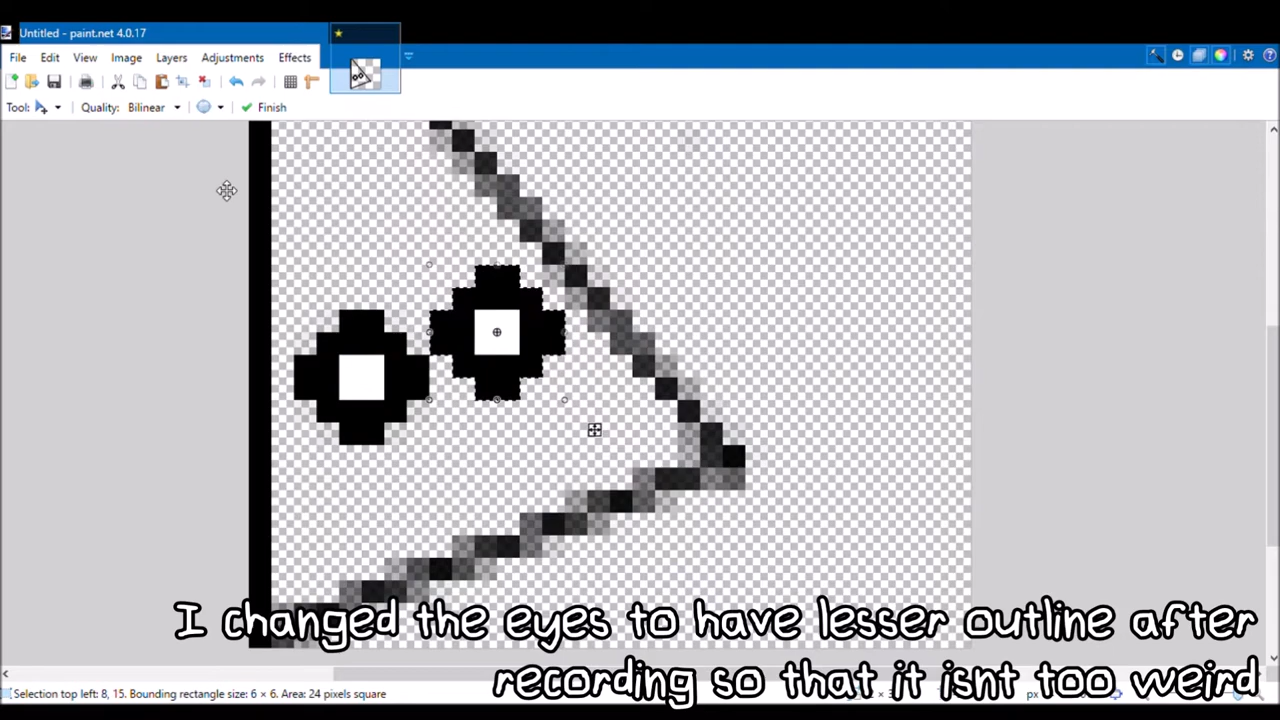 Untitled - paint.net 4.0.17
File Edit View Image Layers Adjustments Effects
Tool: Quality: Bilinear Finish
I changed the eyes to have lesser outline after
recording so that it isnt too weird
Selection top left: 8, 15. Bounding rectangle size: 6 × 6. Area: 24 pixels square
px